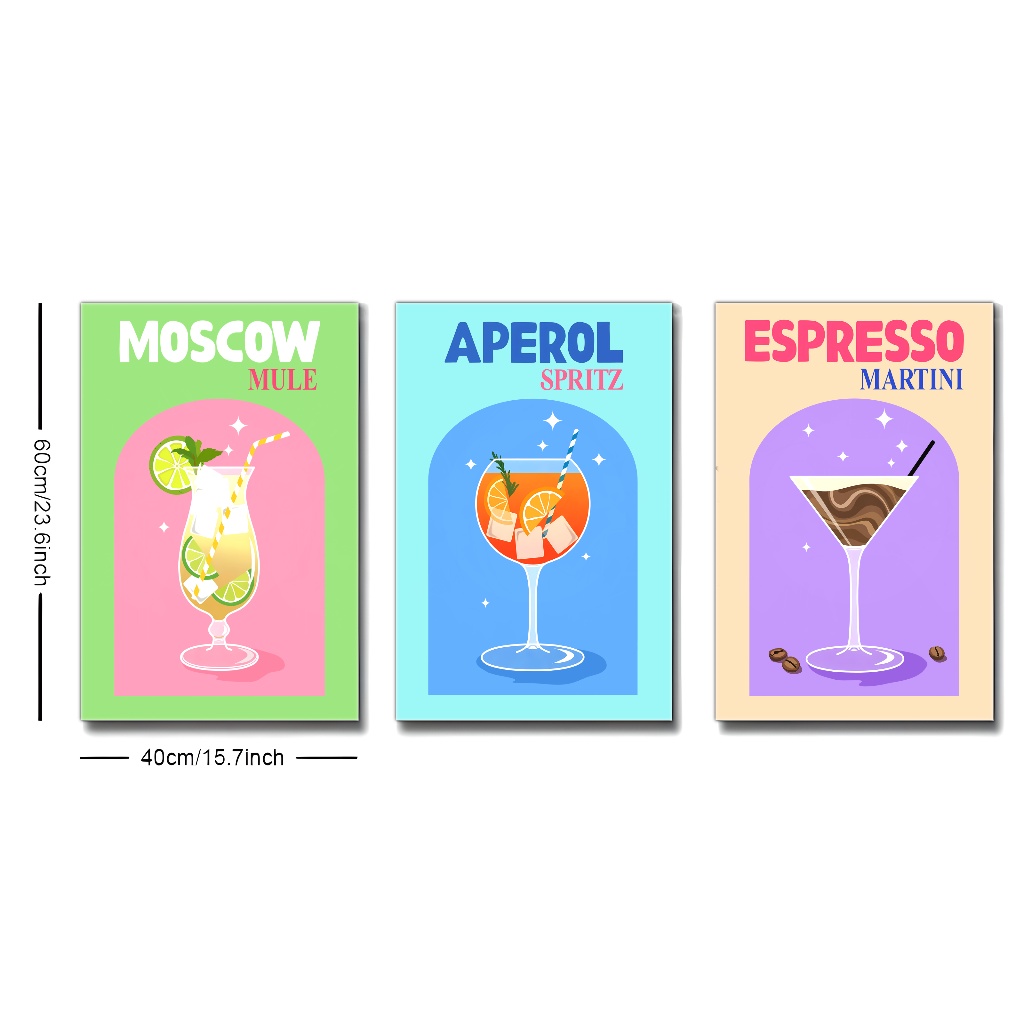 MOSCOW
MULE
APEROL
SPRITZ
ESPRESSO
MARTINI
60cm/23.6inch
40cm/15.7inch